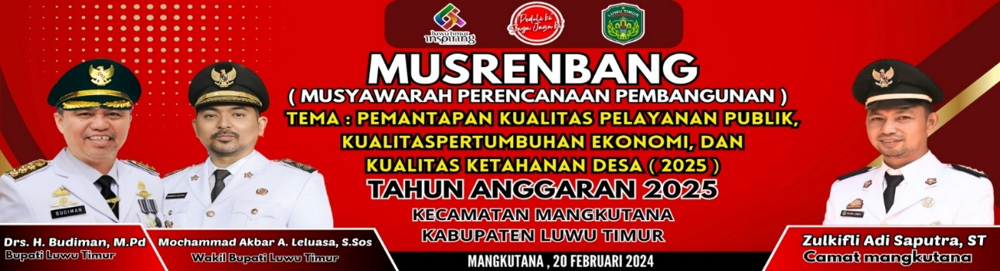 luwu timur
inspiring
Peduli ki'
Saya Jaga ki'
LUWU TIMUR
MUSRENBANG
( MUSYAWARAH PERENCANAAN PEMBANGUNAN )
TEMA : PEMANTAPAN KUALITAS PELAYANAN PUBLIK,
KUALITASPERTUMBUHAN EKONOMI, DAN
KUALITAS KETAHANAN DESA ( 2025 )
TAHUN ANGGARAN 2025
KECAMATAN MANGKUTANA
KABUPATEN LUWU TIMUR
MANGKUTANA , 20 FEBRUARI 2024
BUDIMAN
Drs. H. Budiman, M.Pd
Bupati Luwu Timur
Mochammad Akbar A. Leluasa, S.Sos
Wakil Bupati Luwu Timur
Zulkifli Adi Saputra, ST
Camat mangkutana